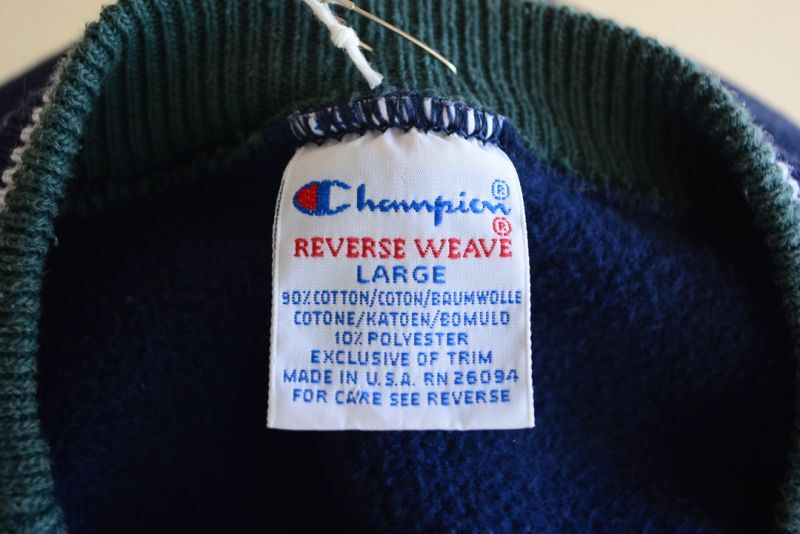 Champion®
®
REVERSE WEAVE
LARGE
90% COTTON/COTON/BAUMWOLLE
COTONE/KATOEN/BOMULD
10% POLYESTER
EXCLUSIVE OF TRIM
MADE IN U.S.A. RN 26094
FOR CARE SEE REVERSE